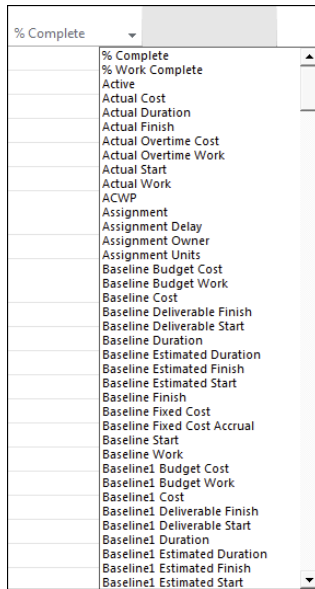 % Complete
% Complete
% Work Complete
Active
Actual Cost
Actual Duration
Actual Finish
Actual Overtime Cost
Actual Overtime Work
Actual Start
Actual Work
ACWP
Assignment
Assignment Delay
Assignment Owner
Assignment Units
Baseline Budget Cost
Baseline Budget Work
Baseline Cost
Baseline Deliverable Finish
Baseline Deliverable Start
Baseline Duration
Baseline Estimated Duration
Baseline Estimated Finish
Baseline Estimated Start
Baseline Finish
Baseline Fixed Cost
Baseline Fixed Cost Accrual
Baseline Start
Baseline Work
Baseline1 Budget Cost
Baseline1 Budget Work
Baseline1 Cost
Baseline1 Deliverable Finish
Baseline1 Deliverable Start
Baseline1 Duration
Baseline1 Estimated Duration
Baseline1 Estimated Finish
Baseline1 Estimated Start